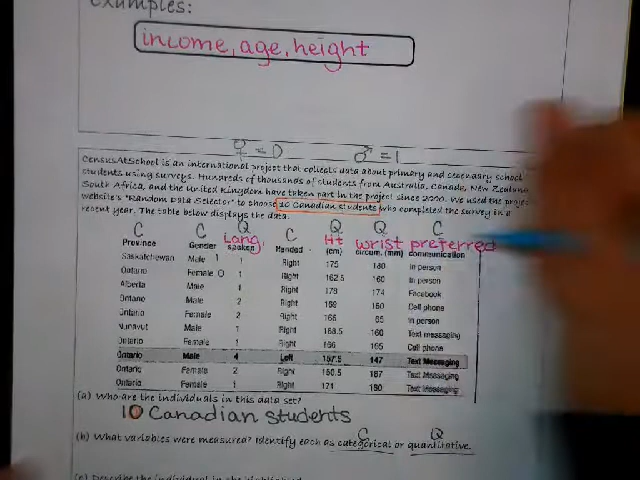 Examples:
income, age, height
♀ = 0 ♂ = 1
CensusAtSchool is an international project that collects data about primary and secondary school
students using surveys. Hundreds of thousands of students from Australia, Canada, New Zealand
South Africa, and the United Kingdom have taken part in the project since 2000. We used the
website's "Random Data Selector" to choose 10 Canadian students who completed the survey in a
recent year. The table below displays the data.
C C Q C Q Q C
Lang Ht wrist preferred
Province Gender spoken Handed (cm) circum. (mm) communication
Saskatchewan Male 1 1 Right 175 180 In person
Ontario Female 0 1 Right 162.5 160 In person
Alberta Male 1 Right 178 174 Facebook
Ontario Male 2 Right 169 160 Cell phone
Ontario Female 2 Right 166 65 In person
Nunavut Male 1 Right 168.5 160 Text messaging
Ontario Female 1 Right 166 165 Cell phone
Ontario Male 4 Left 157.5 147 Text Messaging
Ontario Female 2 Right 150.5 187 Text Messaging
Ontario Female 1 Right 171 180 Text Messaging
(a) Who are the individuals in this data set?
10 Canadian students
C Q
(b) What variables were measured? Identify each as categorical or quantitative.
(c) Describe the individual in the highlighted